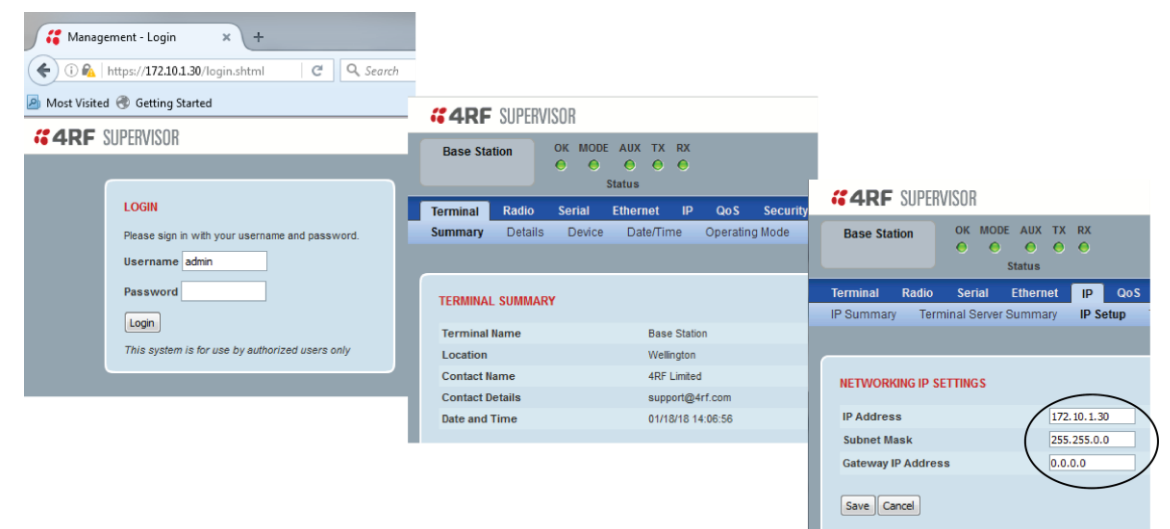 Management - Login
https://172.10.1.30/login.shtml
Search
Most Visited Getting Started
4RF SUPERVISOR
LOGIN
Please sign in with your username and password.
Username admin
Password
Login
This system is for use by authorized users only
4RF SUPERVISOR
Base Station
OK MODE AUX TX RX
Status
Terminal Radio Serial Ethernet IP QoS Security
Summary Details Device Date/Time Operating Mode
TERMINAL SUMMARY
Terminal Name Base Station
Location Wellington
Contact Name 4RF Limited
Contact Details support@4rf.com
Date and Time 01/18/18 14:06:56
4RF SUPERVISOR
Base Station
OK MODE AUX TX RX
Status
Terminal Radio Serial Ethernet IP QoS
IP Summary Terminal Server Summary IP Setup
NETWORKING IP SETTINGS
IP Address 172.10.1.30
Subnet Mask 255.255.0.0
Gateway IP Address 0.0.0.0
Save Cancel